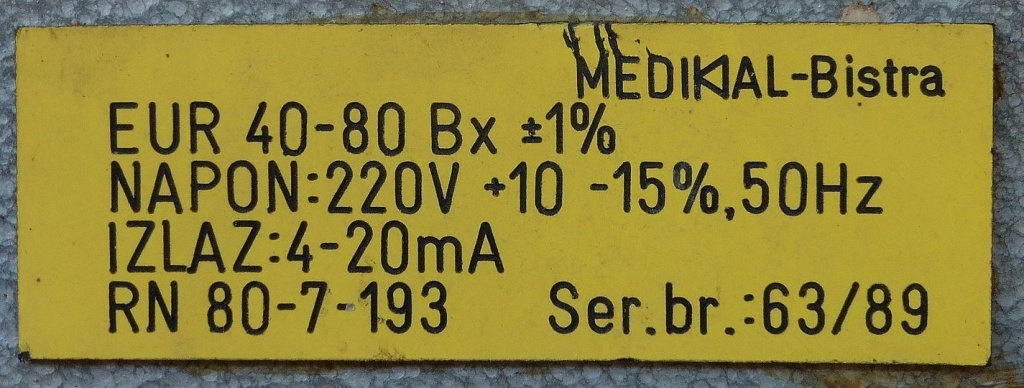 MEDIKAL-Bistra
EUR 40-80 Bx ±1%
NAPON:220V +10 -15%,50Hz
IZLAZ:4-20mA
RN 80-7-193 Ser.br.:63/89